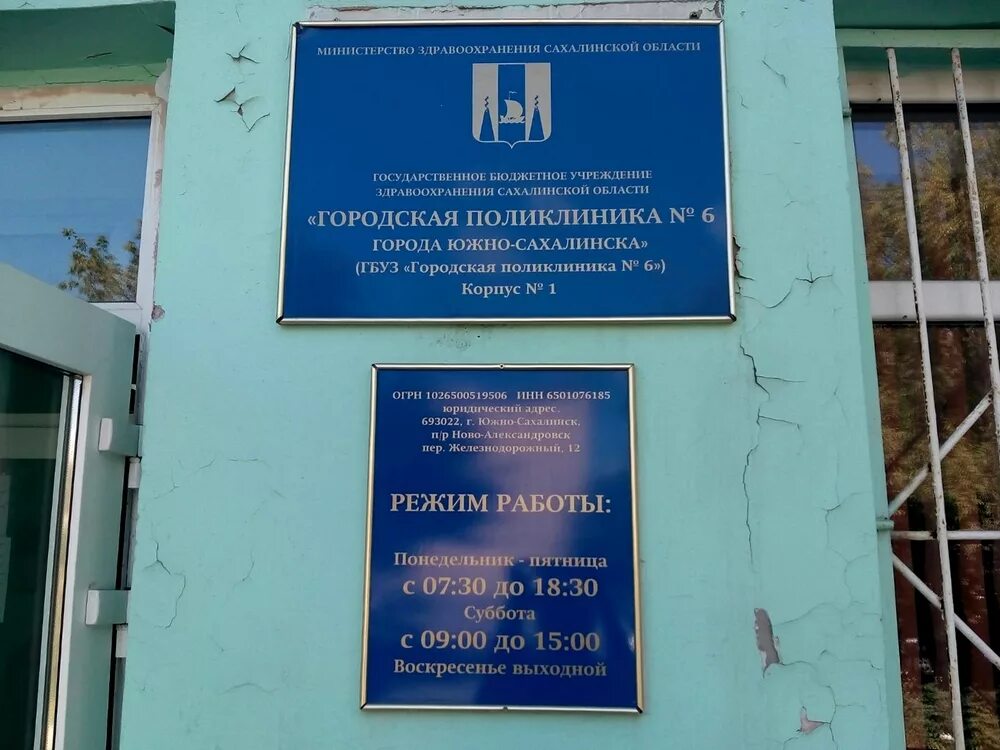 МИНИСТЕРСТВО ЗДРАВООХРАНЕНИЯ САХАЛИНСКОЙ ОБЛАСТИ
ГОСУДАРСТВЕННОЕ БЮДЖЕТНОЕ УЧРЕЖДЕНИЕ
ЗДРАВООХРАНЕНИЯ САХАЛИНСКОЙ ОБЛАСТИ
«ГОРОДСКАЯ ПОЛИКЛИНИКА № 6
ГОРОДА ЮЖНО-САХАЛИНСКА»
(ГБУЗ «Городская поликлиника № 6»)
Корпус № 1
ОГРН 1026500519506 ИНН 6501076185
юридический адрес.
693022, г. Южно-Сахалинск,
п/р Ново-Александровск
пер. Железнодорожный, 12
РЕЖИМ РАБОТЫ:
Понедельник - пятница
с 07:30 до 18:30
Суббота
с 09:00 до 15:00
Воскресенье выходной